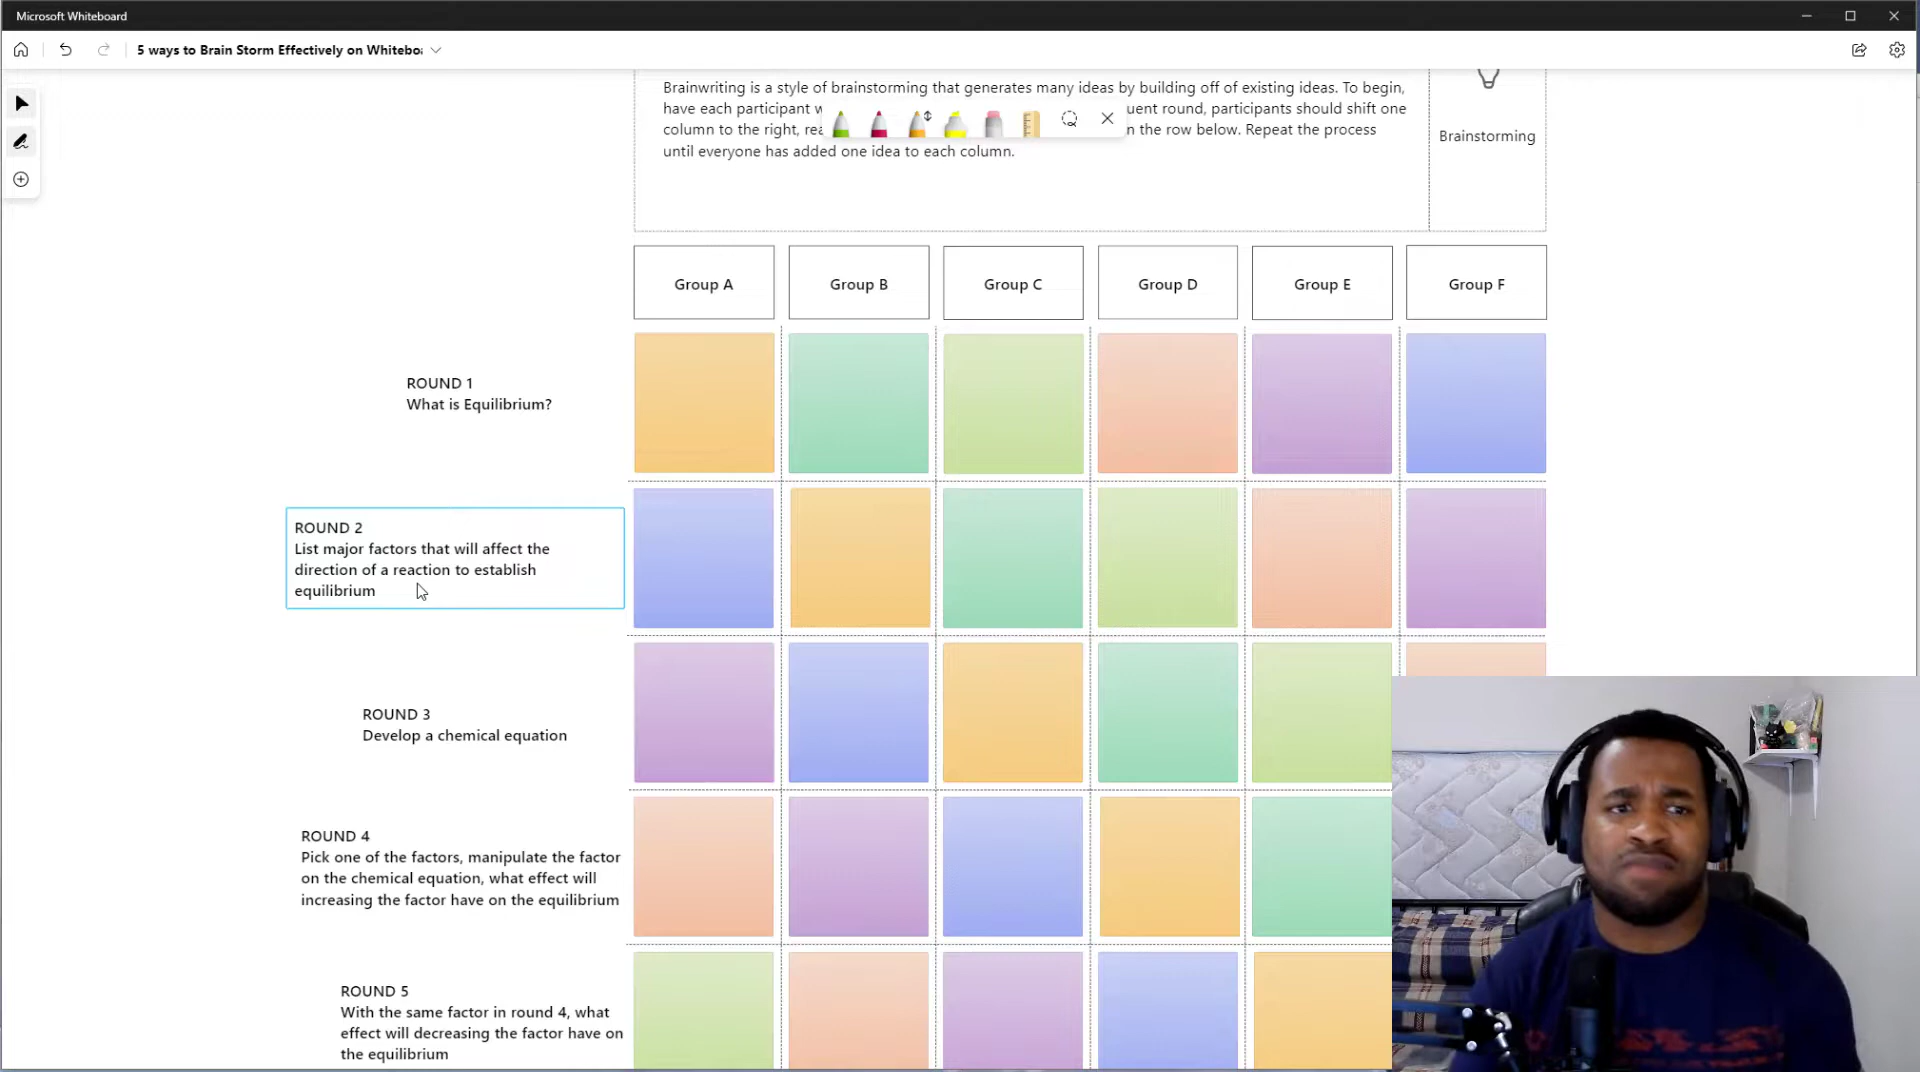 Microsoft Whiteboard
5 ways to Brain Storm Effectively on Whitebo
Brainwriting is a style of brainstorming that generates many ideas by building off of existing ideas. To begin,
have each participant w uent round, participants should shift one
column to the right, rea n the row below. Repeat the process
until everyone has added one idea to each column.
Brainstorming
Group A
Group B
Group C
Group D
Group E
Group F
ROUND 1
What is Equilibrium?
ROUND 2
List major factors that will affect the
direction of a reaction to establish
equilibrium
ROUND 3
Develop a chemical equation
ROUND 4
Pick one of the factors, manipulate the factor
on the chemical equation, what effect will
increasing the factor have on the equilibrium
ROUND 5
With the same factor in round 4, what
effect will decreasing the factor have on
the equilibrium